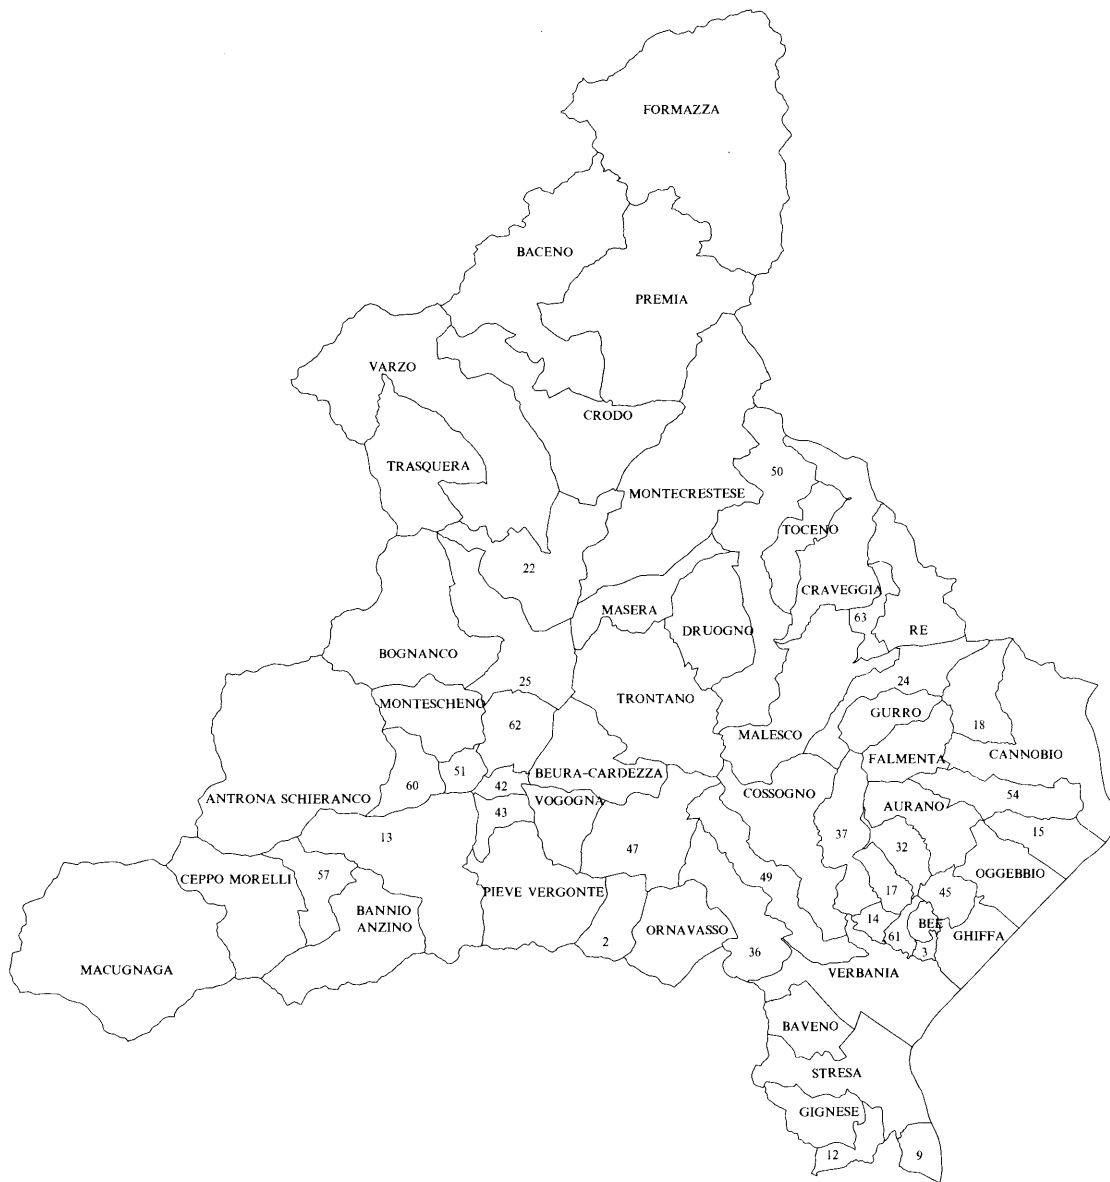 FORMAZZA
BACENO
PREMIA
VARZO
CRODO
TRASQUERA
50
MONTECRESTESE
TOCENO
22
CRAVEGGIA
MASERA
63
DRUOGNO
RE
BOGNANCO
25
24
TRONTANO
MONTESCHENO
GURRO
62
18
MALESCO
CANNOBIO
FALMENTA
51
BEURA-CARDEZZA
60
42
COSSOGNO
54
ANTRONA SCHIERANCO
VOGOGNA
AURANO
43
13
37
15
32
47
57
49
OGGEBBIO
CEPPO MORELLI
PIEVE VERGONTE
17
45
BANNIO
ANZINO
14
BEE
ORNAVASSO
61
GHIFFA
2
36
3
MACUGNAGA
VERBANIA
BAVENO
STRESA
GIGNESE
12
9